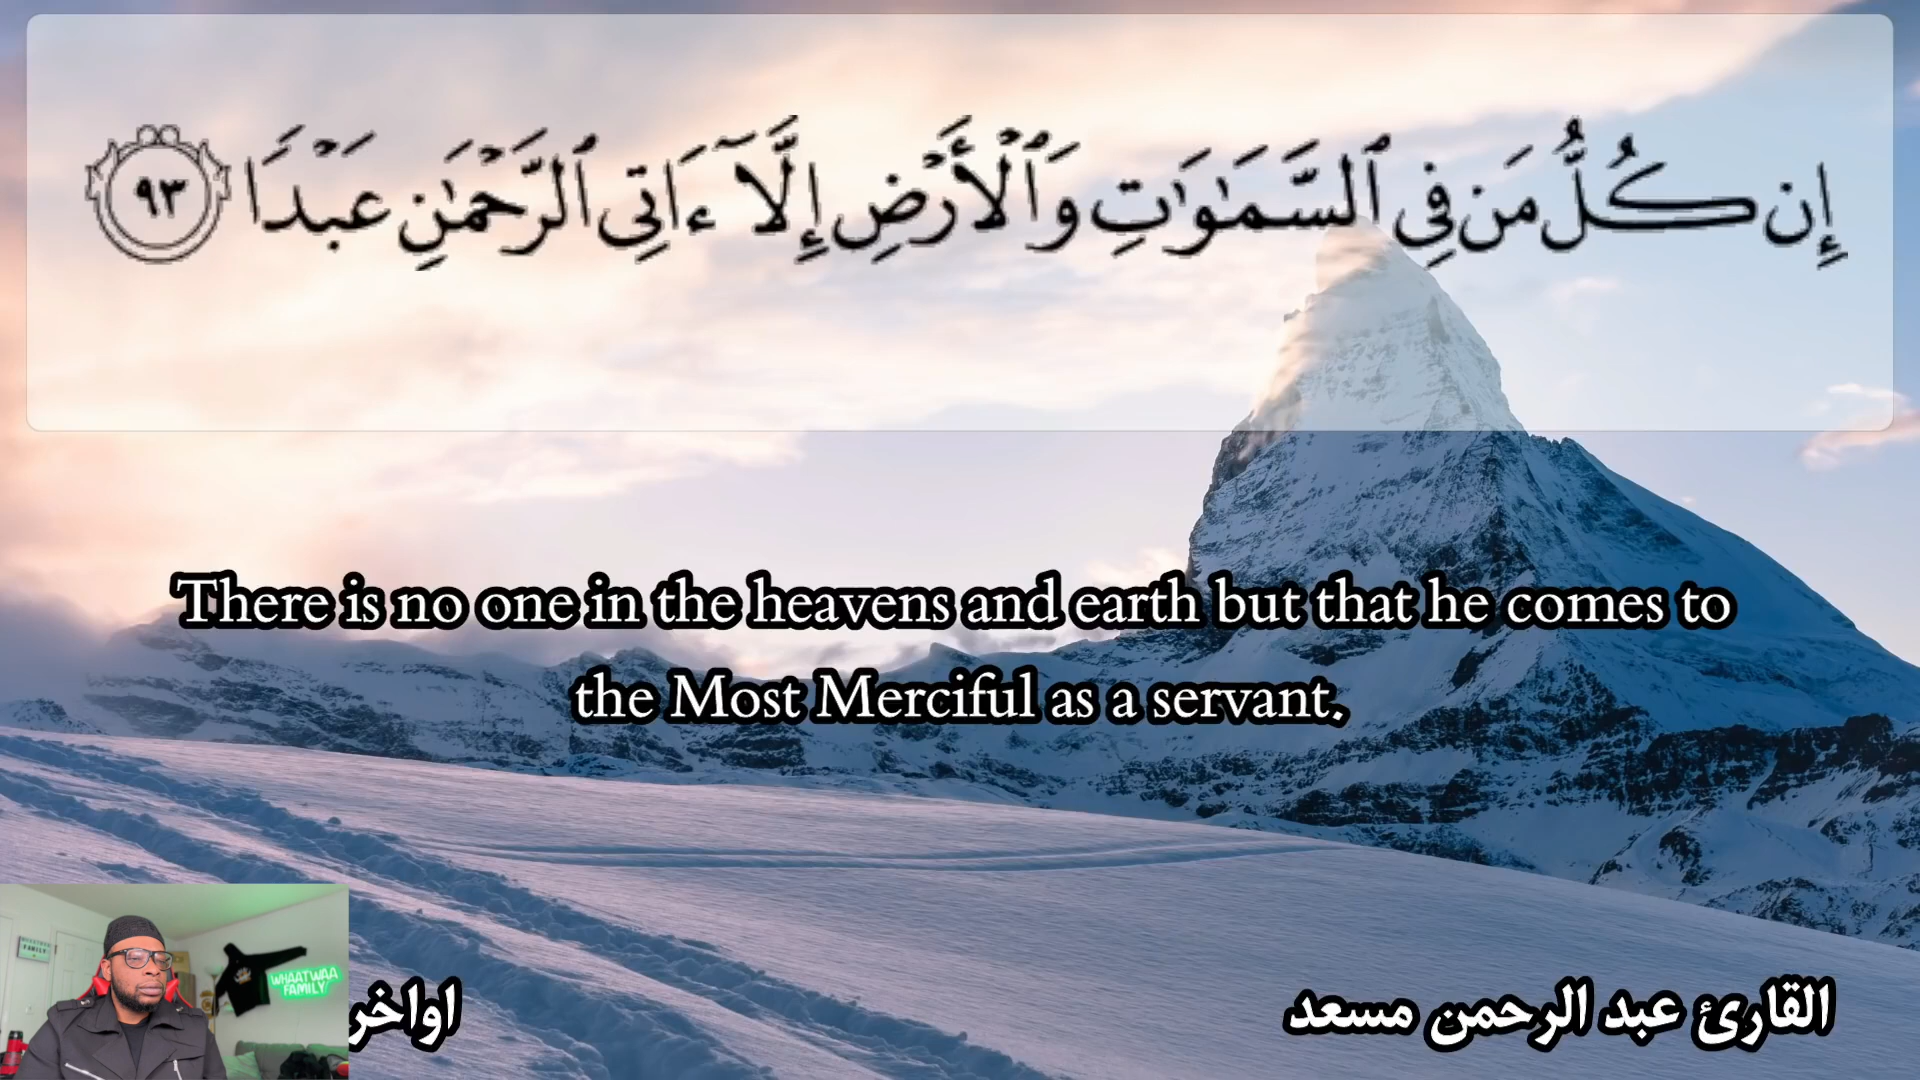 إِن كُلُّ مَن فِي ٱلسَّمَٰوَٰتِ وَٱلْأَرْضِ إِلَّآ ءَاتِى ٱلرَّحْمَٰنِ عَبْدًا ٩٣
There is no one in the heavens and earth but that he comes to
the Most Merciful as a servant.
WHAATWAA
FAMILY
اواخر
القارئ عبد الرحمن مسعد